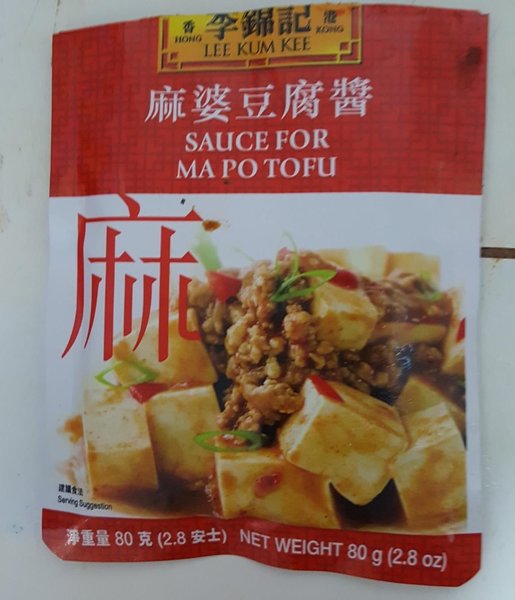 香 李錦記 港
HONG LEE KUM KEE KONG
麻婆豆腐醬
SAUCE FOR
MA PO TOFU
麻
建議食法
Serving Suggestion
淨重量 80 克 (2.8 安士) NET WEIGHT 80 g (2.8 oz)